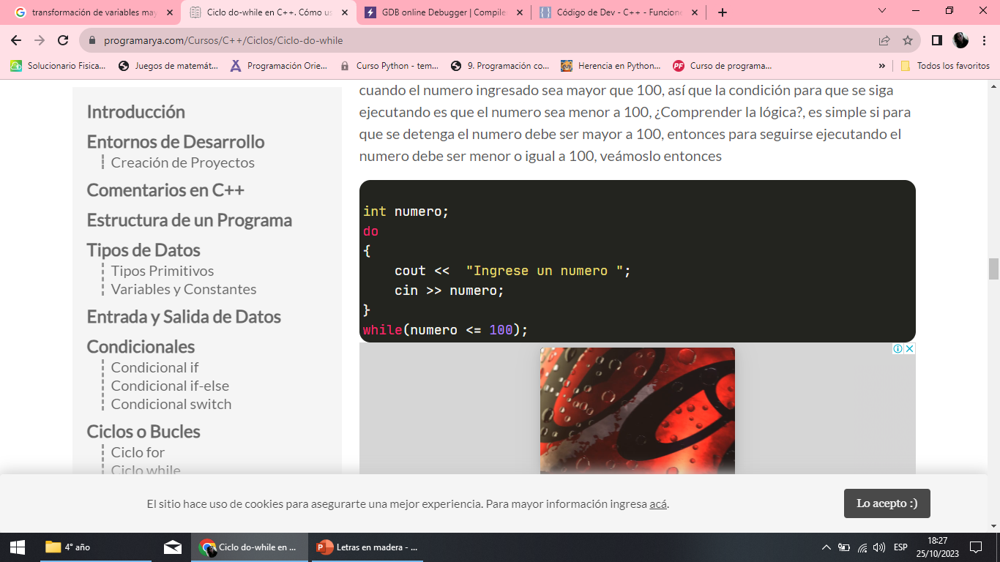 transformación de variables may
Ciclo do-while en C++. Cómo us
GDB online Debugger | Compile
Código de Dev - C++ - Funcion
programarya.com/Cursos/C++/Ciclos/Ciclo-do-while
Solucionario Fisica...
Juegos de matemát...
Programación Orie...
Curso Python - tem...
9. Programación co...
Herencia en Python...
Curso de programa...
»
Todos los favoritos
Introducción
Entornos de Desarrollo
Creación de Proyectos
Comentarios en C++
Estructura de un Programa
Tipos de Datos
Tipos Primitivos
Variables y Constantes
Entrada y Salida de Datos
Condicionales
Condicional if
Condicional if-else
Condicional switch
Ciclos o Bucles
Ciclo for
Ciclo while
cuando el numero ingresado sea mayor que 100, así que la condición para que se siga
ejecutando es que el numero sea menor a 100, ¿Comprender la lógica?, es simple si para
que se detenga el numero debe ser mayor a 100, entonces para seguirse ejecutando el
numero debe ser menor o igual a 100, veámoslo entonces
int numero;
do
{
    cout <<  "Ingrese un numero ";
    cin >> numero;
}
while(numero <= 100);
El sitio hace uso de cookies para asegurarte una mejor experiencia. Para mayor información ingresa acá.
Lo acepto :)
4° año
Ciclo do-while en ...
Letras en madera - ...
ESP
18:27
25/10/2023